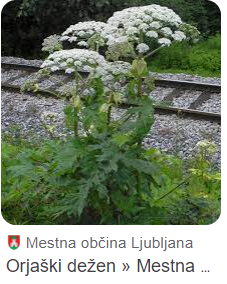 Mestna občina Ljubljana
Orjaški dežen » Mestna ...